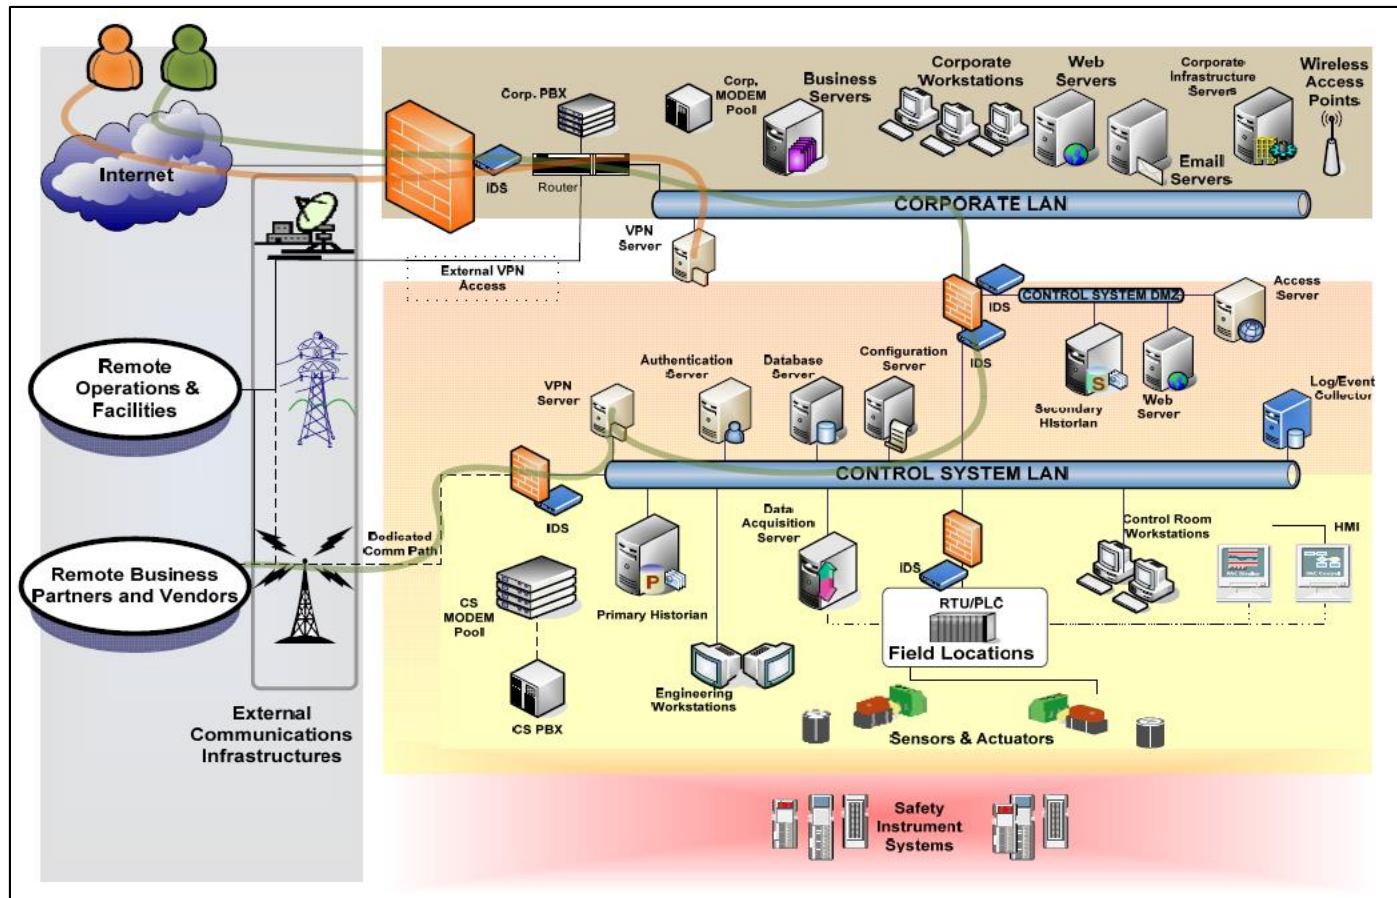 Internet
Corp. PBX
Corp.
MODEM
Pool
Business
Servers
Corporate
Workstations
Web
Servers
Corporate
Infrastructure
Servers
Wireless
Access
Points
IDS
Router
Email
Servers
CORPORATE LAN
VPN
Server
External VPN
Access
IDS
CONTROL SYSTEM DMZ
Access
Server
IDS
Remote
Operations &
Facilities
VPN
Server
Authentication
Server
Database
Server
Configuration
Server
S
Secondary
Historian
Web
Server
Log/Event
Collector
CONTROL SYSTEM LAN
IDS
Dedicated
Comm Path
Remote Business
Partners and Vendors
CS
MODEM
Pool
P
Primary Historian
Data
Acquisition
Server
IDS
Control Room
Workstations
HMI
RTU/PLC
Field Locations
Engineering
Workstations
CS PBX
Sensors & Actuators
External
Communications
Infrastructures
Safety
Instrument
Systems